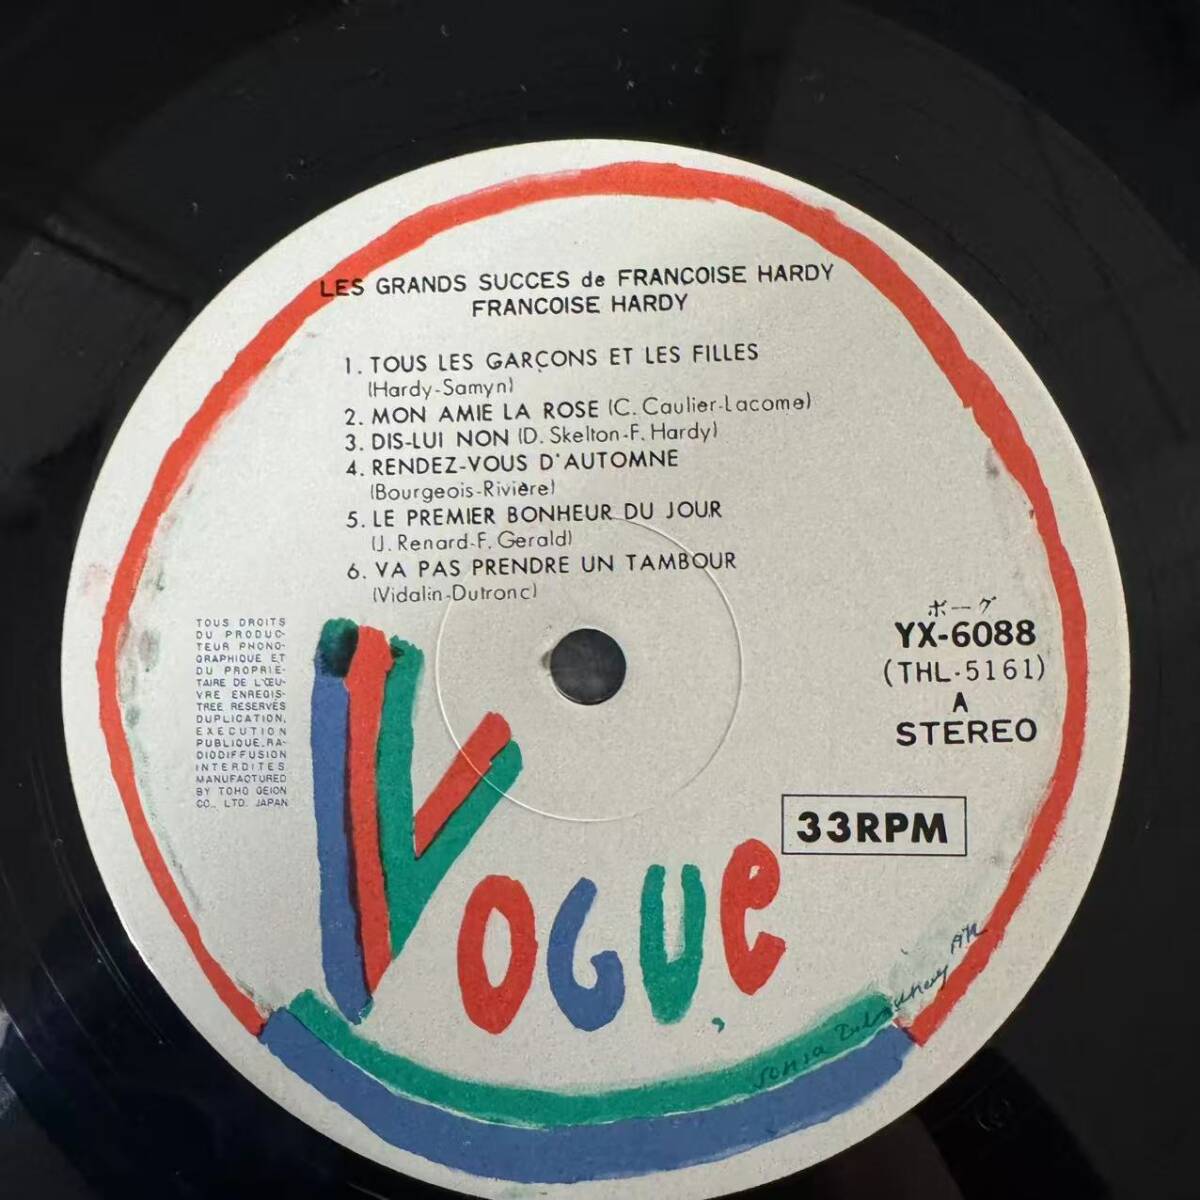 LES GRANDS SUCCES de FRANCOISE HARDY
FRANCOISE HARDY
1. TOUS LES GARÇONS ET LES FILLES
(Hardy-Samyn)
2. MON AMIE LA ROSE (C. Caulier-Lacome)
3. DIS-LUI NON (D. Skelton-F. Hardy)
4. RENDEZ-VOUS D'AUTOMNE
(Bourgeois-Rivière)
5. LE PREMIER BONHEUR DU JOUR
(J. Renard-F. Gerald)
6. VA PAS PRENDRE UN TAMBOUR
(Vidalin-Dutronc)
TOUS DROITS
DU PRODUC-
TEUR PHONO-
GRAPHIQUE ET
DU PROPRIE-
TAIRE DE L'ŒU-
VRE ENREGIS-
TREE RESERVES
DUPLICATION,
EXECUTION
PUBLIQUE, RA-
DIODIFFUSION
INTERDITES.
MANUFACTURED
BY TOHO GEION
CO., LTD. JAPAN
ボーグ
YX-6088
(THL-5161)
A
STEREO
33RPM
VOGUE
Sonia Delaunay